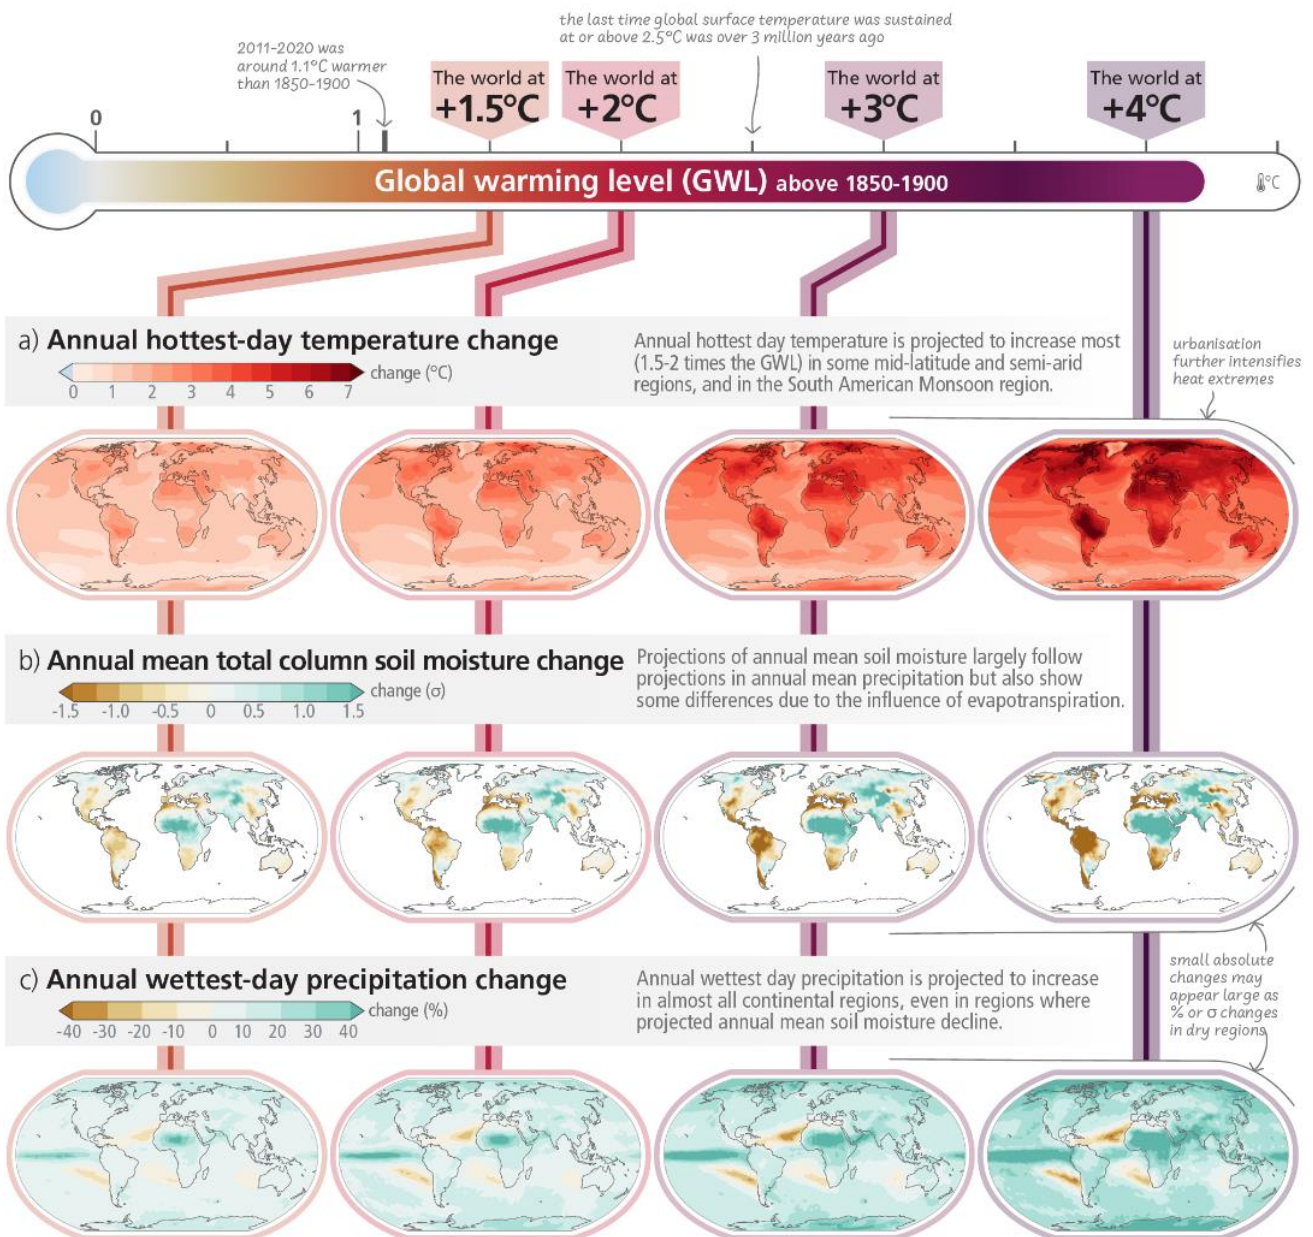 the last time global surface temperature was sustained
at or above 2.5°C was over 3 million years ago
2011-2020 was
around 1.1°C warmer
than 1850-1900
The world at
+1.5°C
The world at
+2°C
The world at
+3°C
The world at
+4°C
0
1
Global warming level (GWL) above 1850-1900
°C
a) Annual hottest-day temperature change
change (°C)
0 1 2 3 4 5 6 7
Annual hottest day temperature is projected to increase most
(1.5-2 times the GWL) in some mid-latitude and semi-arid
regions, and in the South American Monsoon region.
urbanisation
further intensifies
heat extremes
b) Annual mean total column soil moisture change
change (σ)
-1.5 -1.0 -0.5 0 0.5 1.0 1.5
Projections of annual mean soil moisture largely follow
projections in annual mean precipitation but also show
some differences due to the influence of evapotranspiration.
c) Annual wettest-day precipitation change
change (%)
-40 -30 -20 -10 0 10 20 30 40
Annual wettest day precipitation is projected to increase
in almost all continental regions, even in regions where
projected annual mean soil moisture decline.
small absolute
changes may
appear large as
% or σ changes
in dry regions